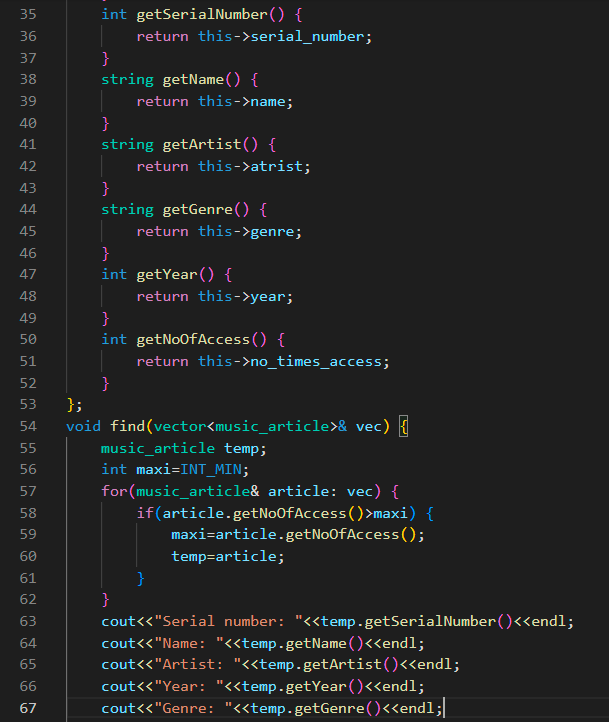 35 int getSerialNumber() {
36 return this->serial_number;
37 }
38 string getName() {
39 return this->name;
40 }
41 string getArtist() {
42 return this->atrist;
43 }
44 string getGenre() {
45 return this->genre;
46 }
47 int getYear() {
48 return this->year;
49 }
50 int getNoOfAccess() {
51 return this->no_times_access;
52 }
53 };
54 void find(vector<music_article>& vec) {
55 music_article temp;
56 int maxi=INT_MIN;
57 for(music_article& article: vec) {
58 if(article.getNoOfAccess()>maxi) {
59 maxi=article.getNoOfAccess();
60 temp=article;
61 }
62 }
63 cout<<"Serial number: "<<temp.getSerialNumber()<<endl;
64 cout<<"Name: "<<temp.getName()<<endl;
65 cout<<"Artist: "<<temp.getArtist()<<endl;
66 cout<<"Year: "<<temp.getYear()<<endl;
67 cout<<"Genre: "<<temp.getGenre()<<endl;